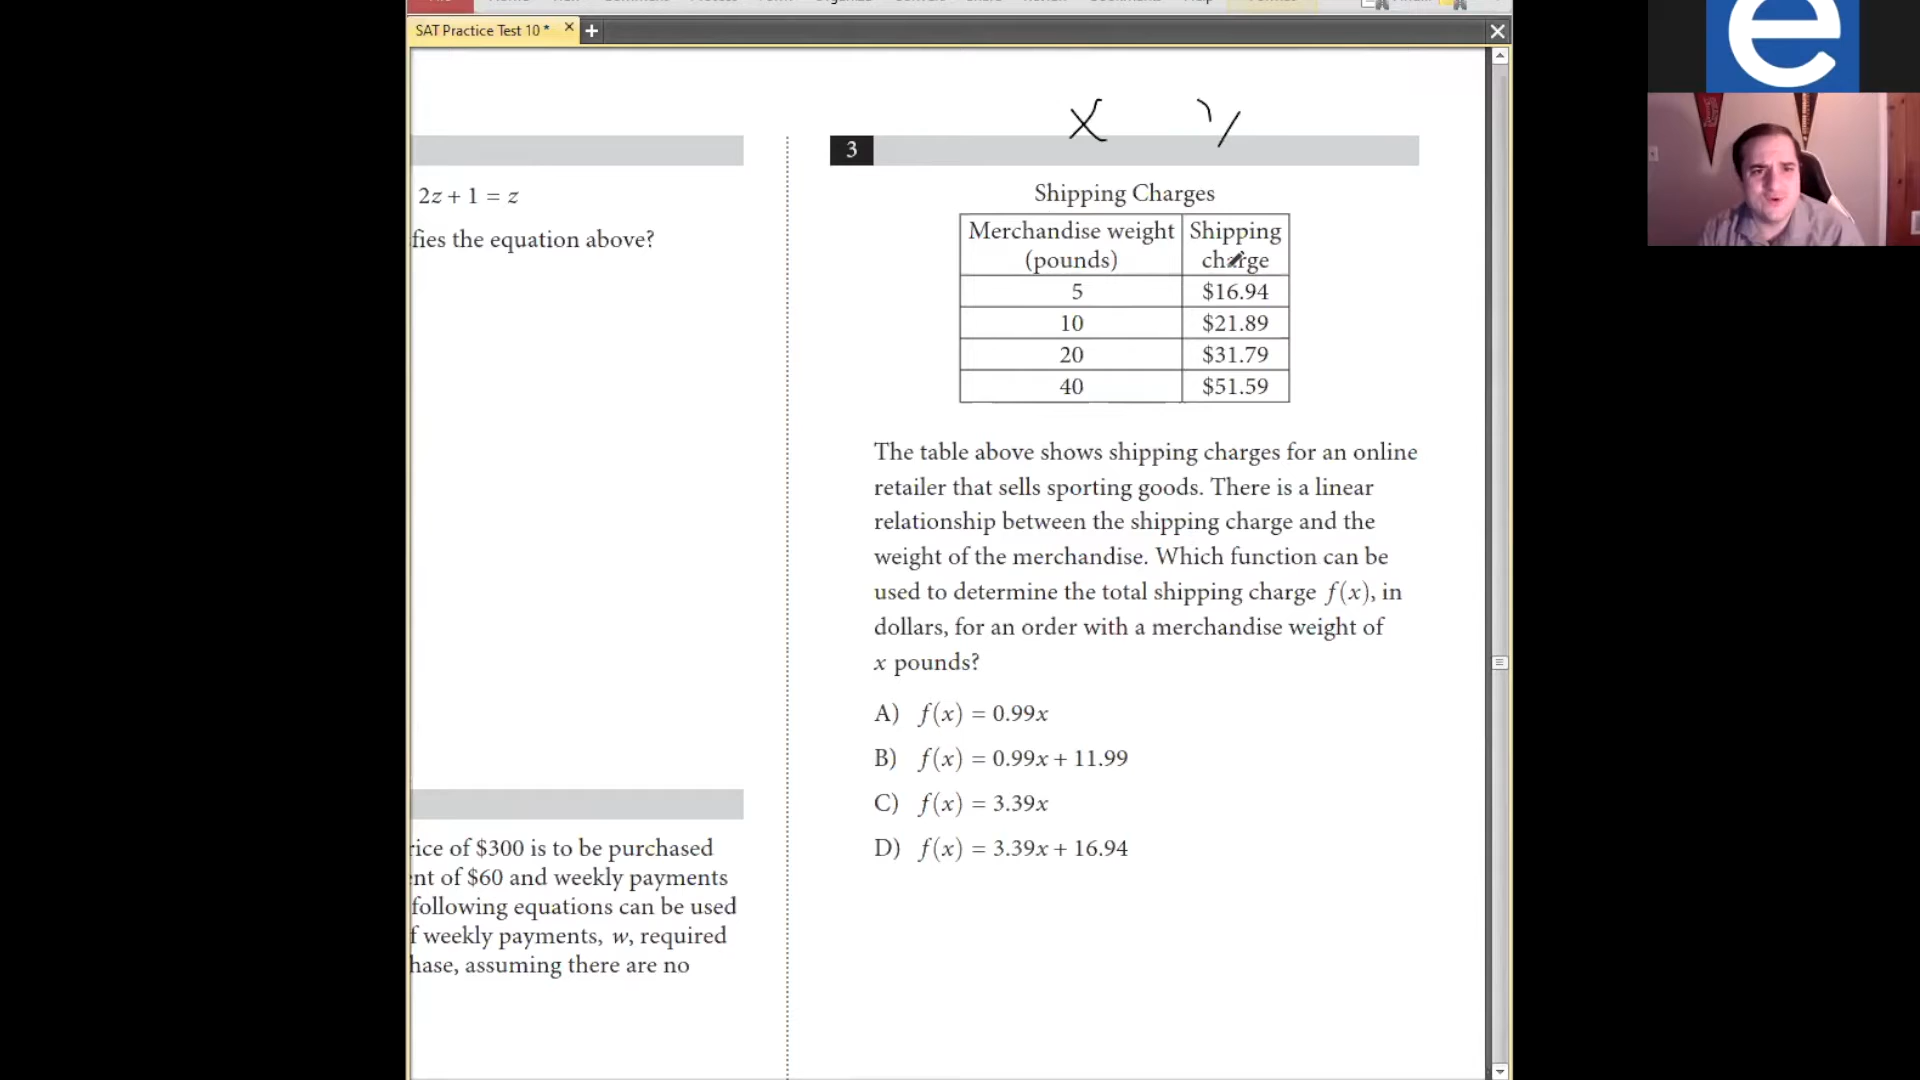 SAT Practice Test 10 *
x y
2z + 1 = z
fies the equation above?
rice of $300 is to be purchased
nt of $60 and weekly payments
following equations can be used
f weekly payments, w, required
hase, assuming there are no
3
Shipping Charges
Merchandise weight (pounds) Shipping charge
5 $16.94
10 $21.89
20 $31.79
40 $51.59
The table above shows shipping charges for an online
retailer that sells sporting goods. There is a linear
relationship between the shipping charge and the
weight of the merchandise. Which function can be
used to determine the total shipping charge f(x), in
dollars, for an order with a merchandise weight of
x pounds?
A) f(x) = 0.99x
B) f(x) = 0.99x + 11.99
C) f(x) = 3.39x
D) f(x) = 3.39x + 16.94
e